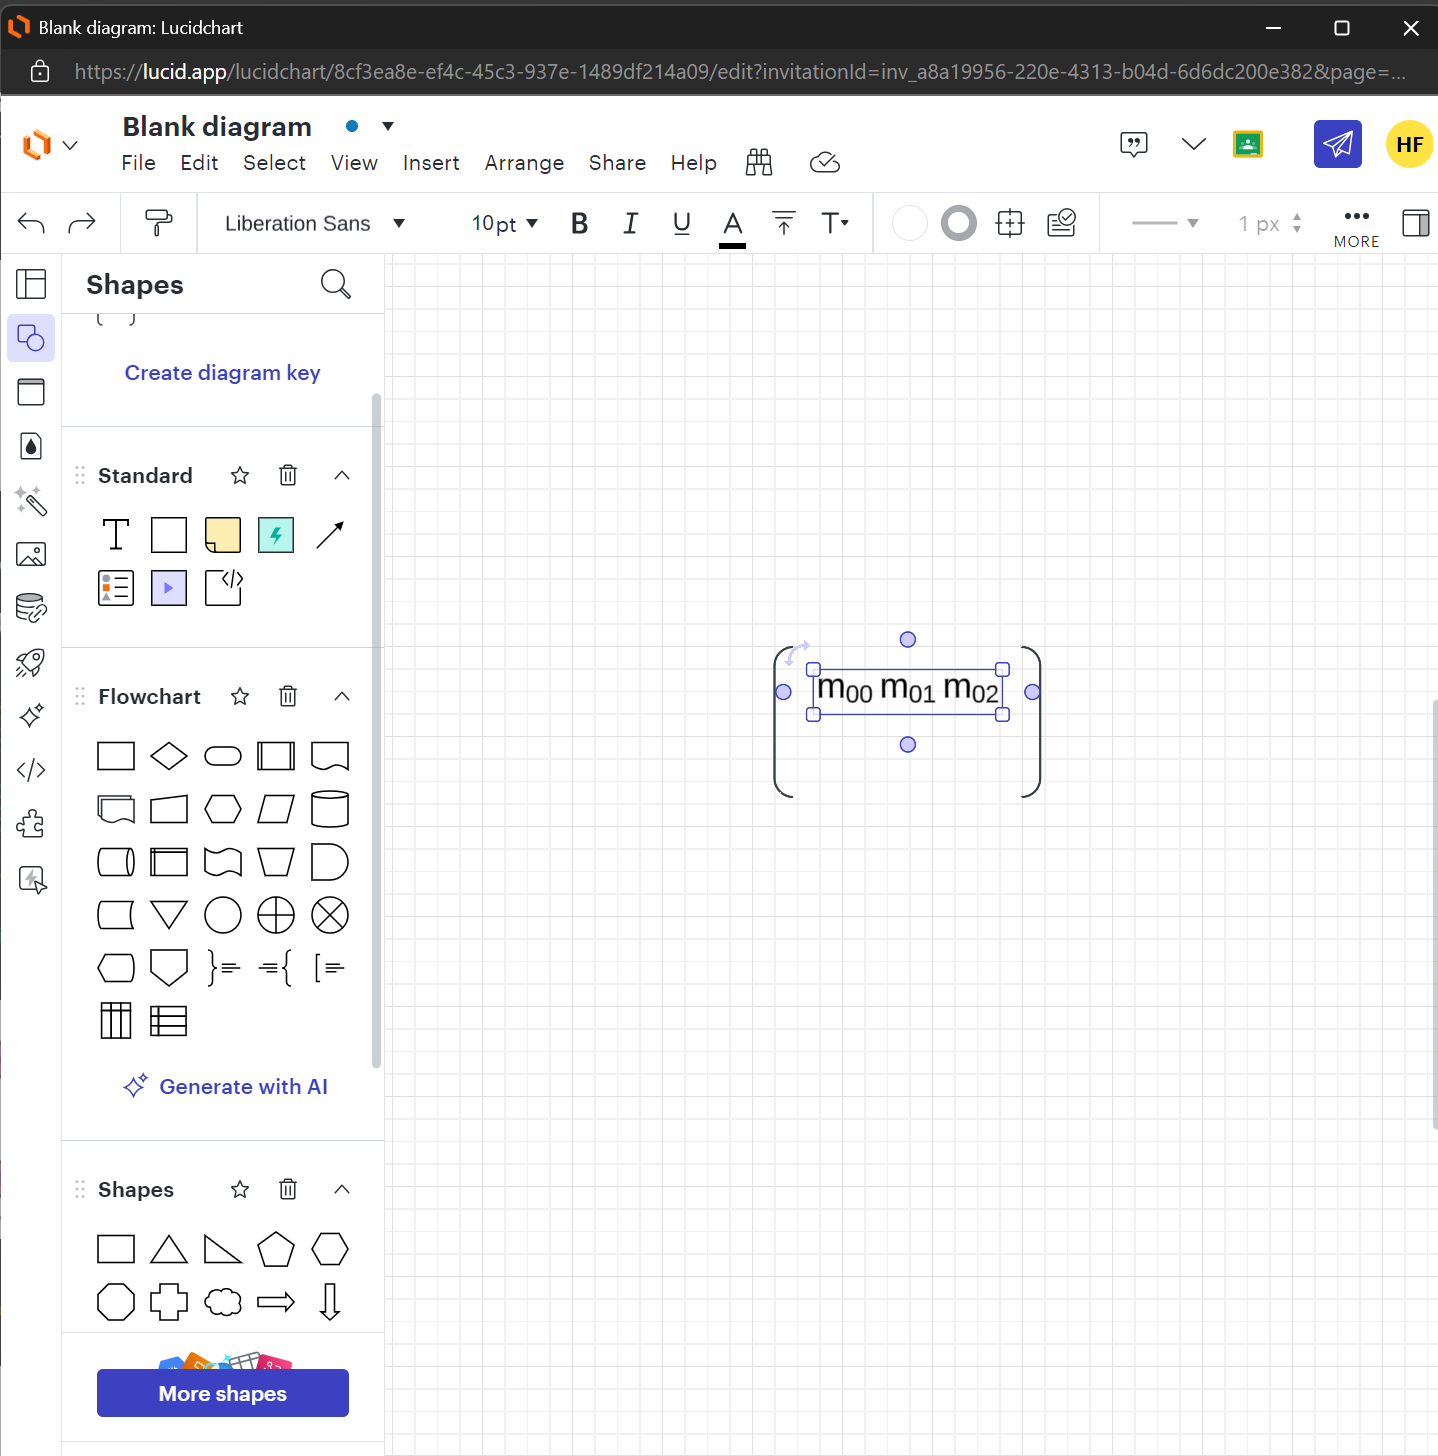 Blank diagram: Lucidchart
https://lucid.app/lucidchart/8cf3ea8e-ef4c-45c3-937e-1489df214a09/edit?invitationId=inv_a8a19956-220e-4313-b04d-6d6dc200e382&page=...
Blank diagram
File Edit Select View Insert Arrange Share Help
HF
Liberation Sans 10pt B I U A T 1 px MORE
Shapes
Create diagram key
Standard
T
Flowchart
Generate with AI
Shapes
More shapes
m00 m01 m02